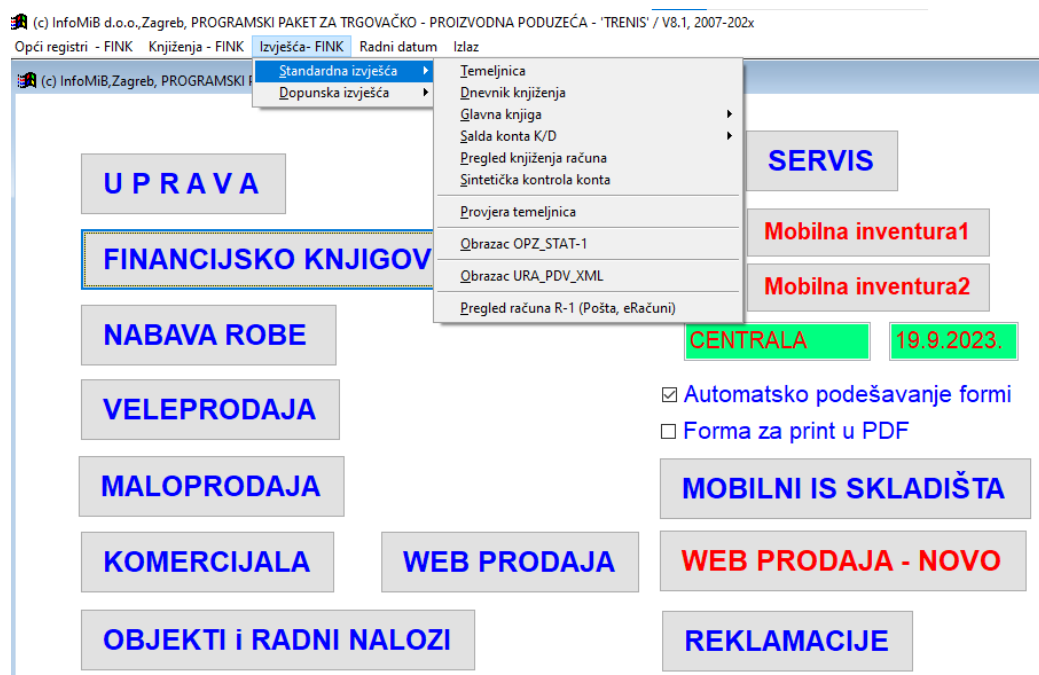 (c) InfoMiB d.o.o.,Zagreb, PROGRAMSKI PAKET ZA TRGOVAČKO - PROIZVODNA PODUZEĆA - 'TRENIS' / V8.1, 2007-202x
Opći registri - FINK Knjiženja - FINK Izvješća- FINK Radni datum Izlaz
(c) InfoMiB,Zagreb, PROGRAMSKI
Standardna izvješća
Dopunska izvješća
Temeljnica
Dnevnik knjiženja
Glavna knjiga
Salda konta K/D
Pregled knjiženja računa
Sintetička kontrola konta
Provjera temeljnica
Obrazac OPZ_STAT-1
Obrazac URA_PDV_XML
Pregled računa R-1 (Pošta, eRačuni)
U P R A V A
SERVIS
FINANCIJSKO KNJIGOV
Mobilna inventura1
Mobilna inventura2
NABAVA ROBE
CENTRALA 19.9.2023.
VELEPRODAJA
Automatsko podešavanje formi
Forma za print u PDF
MALOPRODAJA
MOBILNI IS SKLADIŠTA
KOMERCIJALA
WEB PRODAJA
WEB PRODAJA - NOVO
OBJEKTI i RADNI NALOZI
REKLAMACIJE